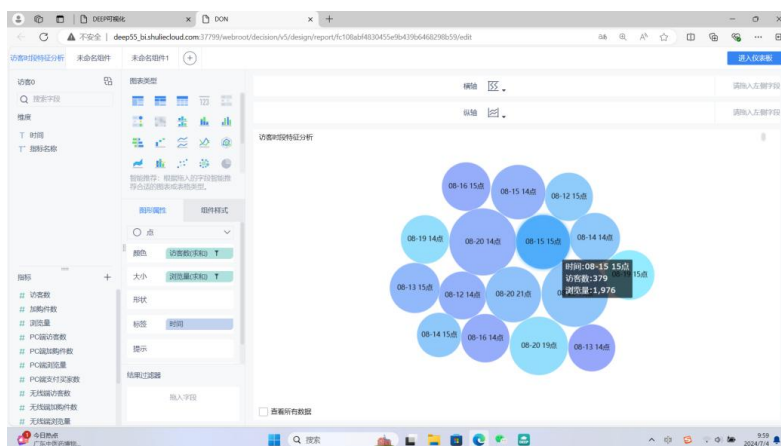 DEEP可视化
DON
不安全 | deep55_bi.shuliecloud.com:37799/webroot/decision/v5/design/report/fc108abf4830455e9b439b6468298b59/edit
访客时段特征分析
未命名组件
未命名组件1
进入仪表板
访客0
搜索字段
维度
时间
指标名称
指标
访客数
加购件数
浏览量
PC端访客数
PC端加购件数
PC端浏览量
PC端支付买家数
无线端访客数
无线端加购件数
无线端浏览量
图表类型
123
智能推荐:根据拖入的字段智能推
荐合适的图表或表格类型。
图形属性
组件样式
点
颜色
访客数(求和)
大小
浏览量(求和)
形状
标签
时间
提示
结果过滤器
拖入字段
横轴
请拖入左侧字段
纵轴
请拖入左侧字段
访客时段特征分析
08-16 15点
08-15 14点
08-12 15点
08-19 14点
08-20 14点
08-15 15点
08-14 14点
时间:08-15 15点
访客数:379
浏览量:1,976
15点
08-13 15点
08-12 14点
08-20 21点
08-14 15点
08-16 14点
08-20 19点
08-13 14点
查看所有数据
今日热点
搜索
9:59
2024/7/4